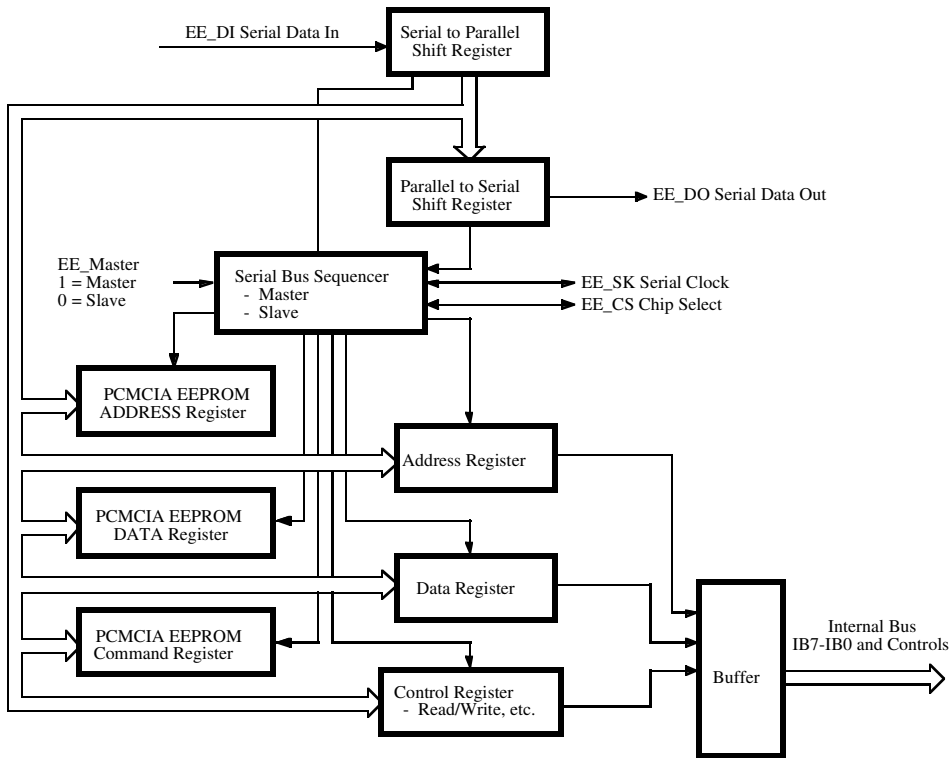 EE_DI Serial Data In
Serial to Parallel
Shift Register
Parallel to Serial
Shift Register
EE_DO Serial Data Out
EE_Master
1 = Master
0 = Slave
Serial Bus Sequencer
- Master
- Slave
EE_SK Serial Clock
EE_CS Chip Select
PCMCIA EEPROM
ADDRESS Register
Address Register
PCMCIA EEPROM
DATA Register
Data Register
PCMCIA EEPROM
Command Register
Control Register
- Read/Write, etc.
Buffer
Internal Bus
IB7-IB0 and Controls